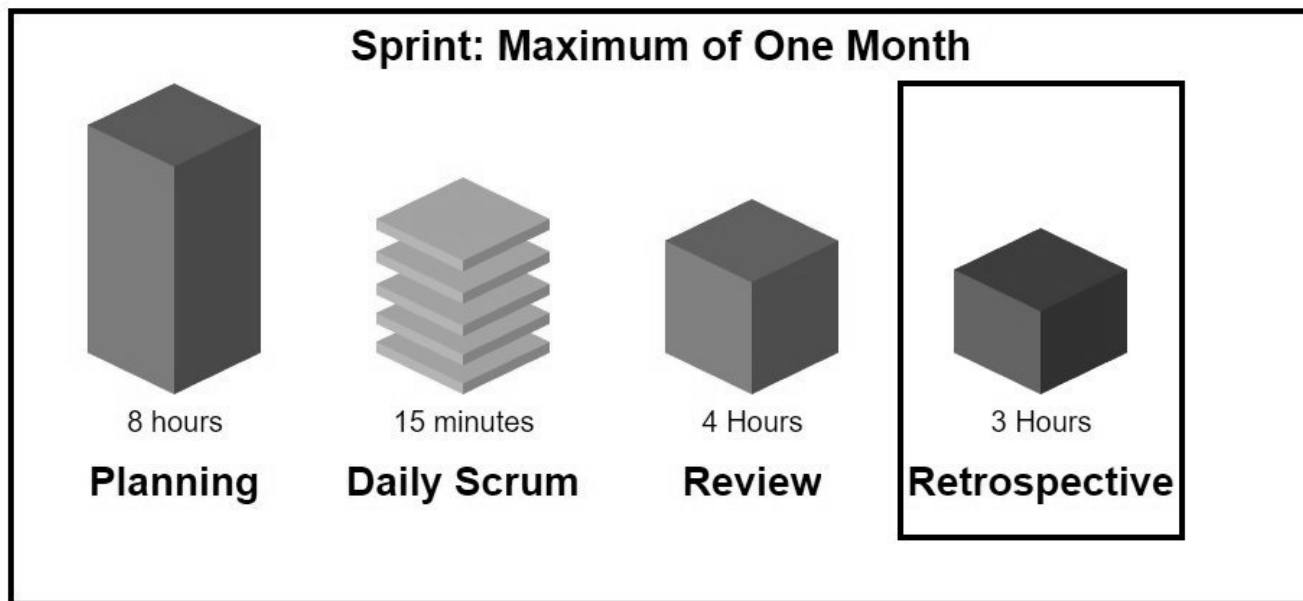 Sprint: Maximum of One Month
8 hours
15 minutes
4 Hours
3 Hours
Planning
Daily Scrum
Review
Retrospective